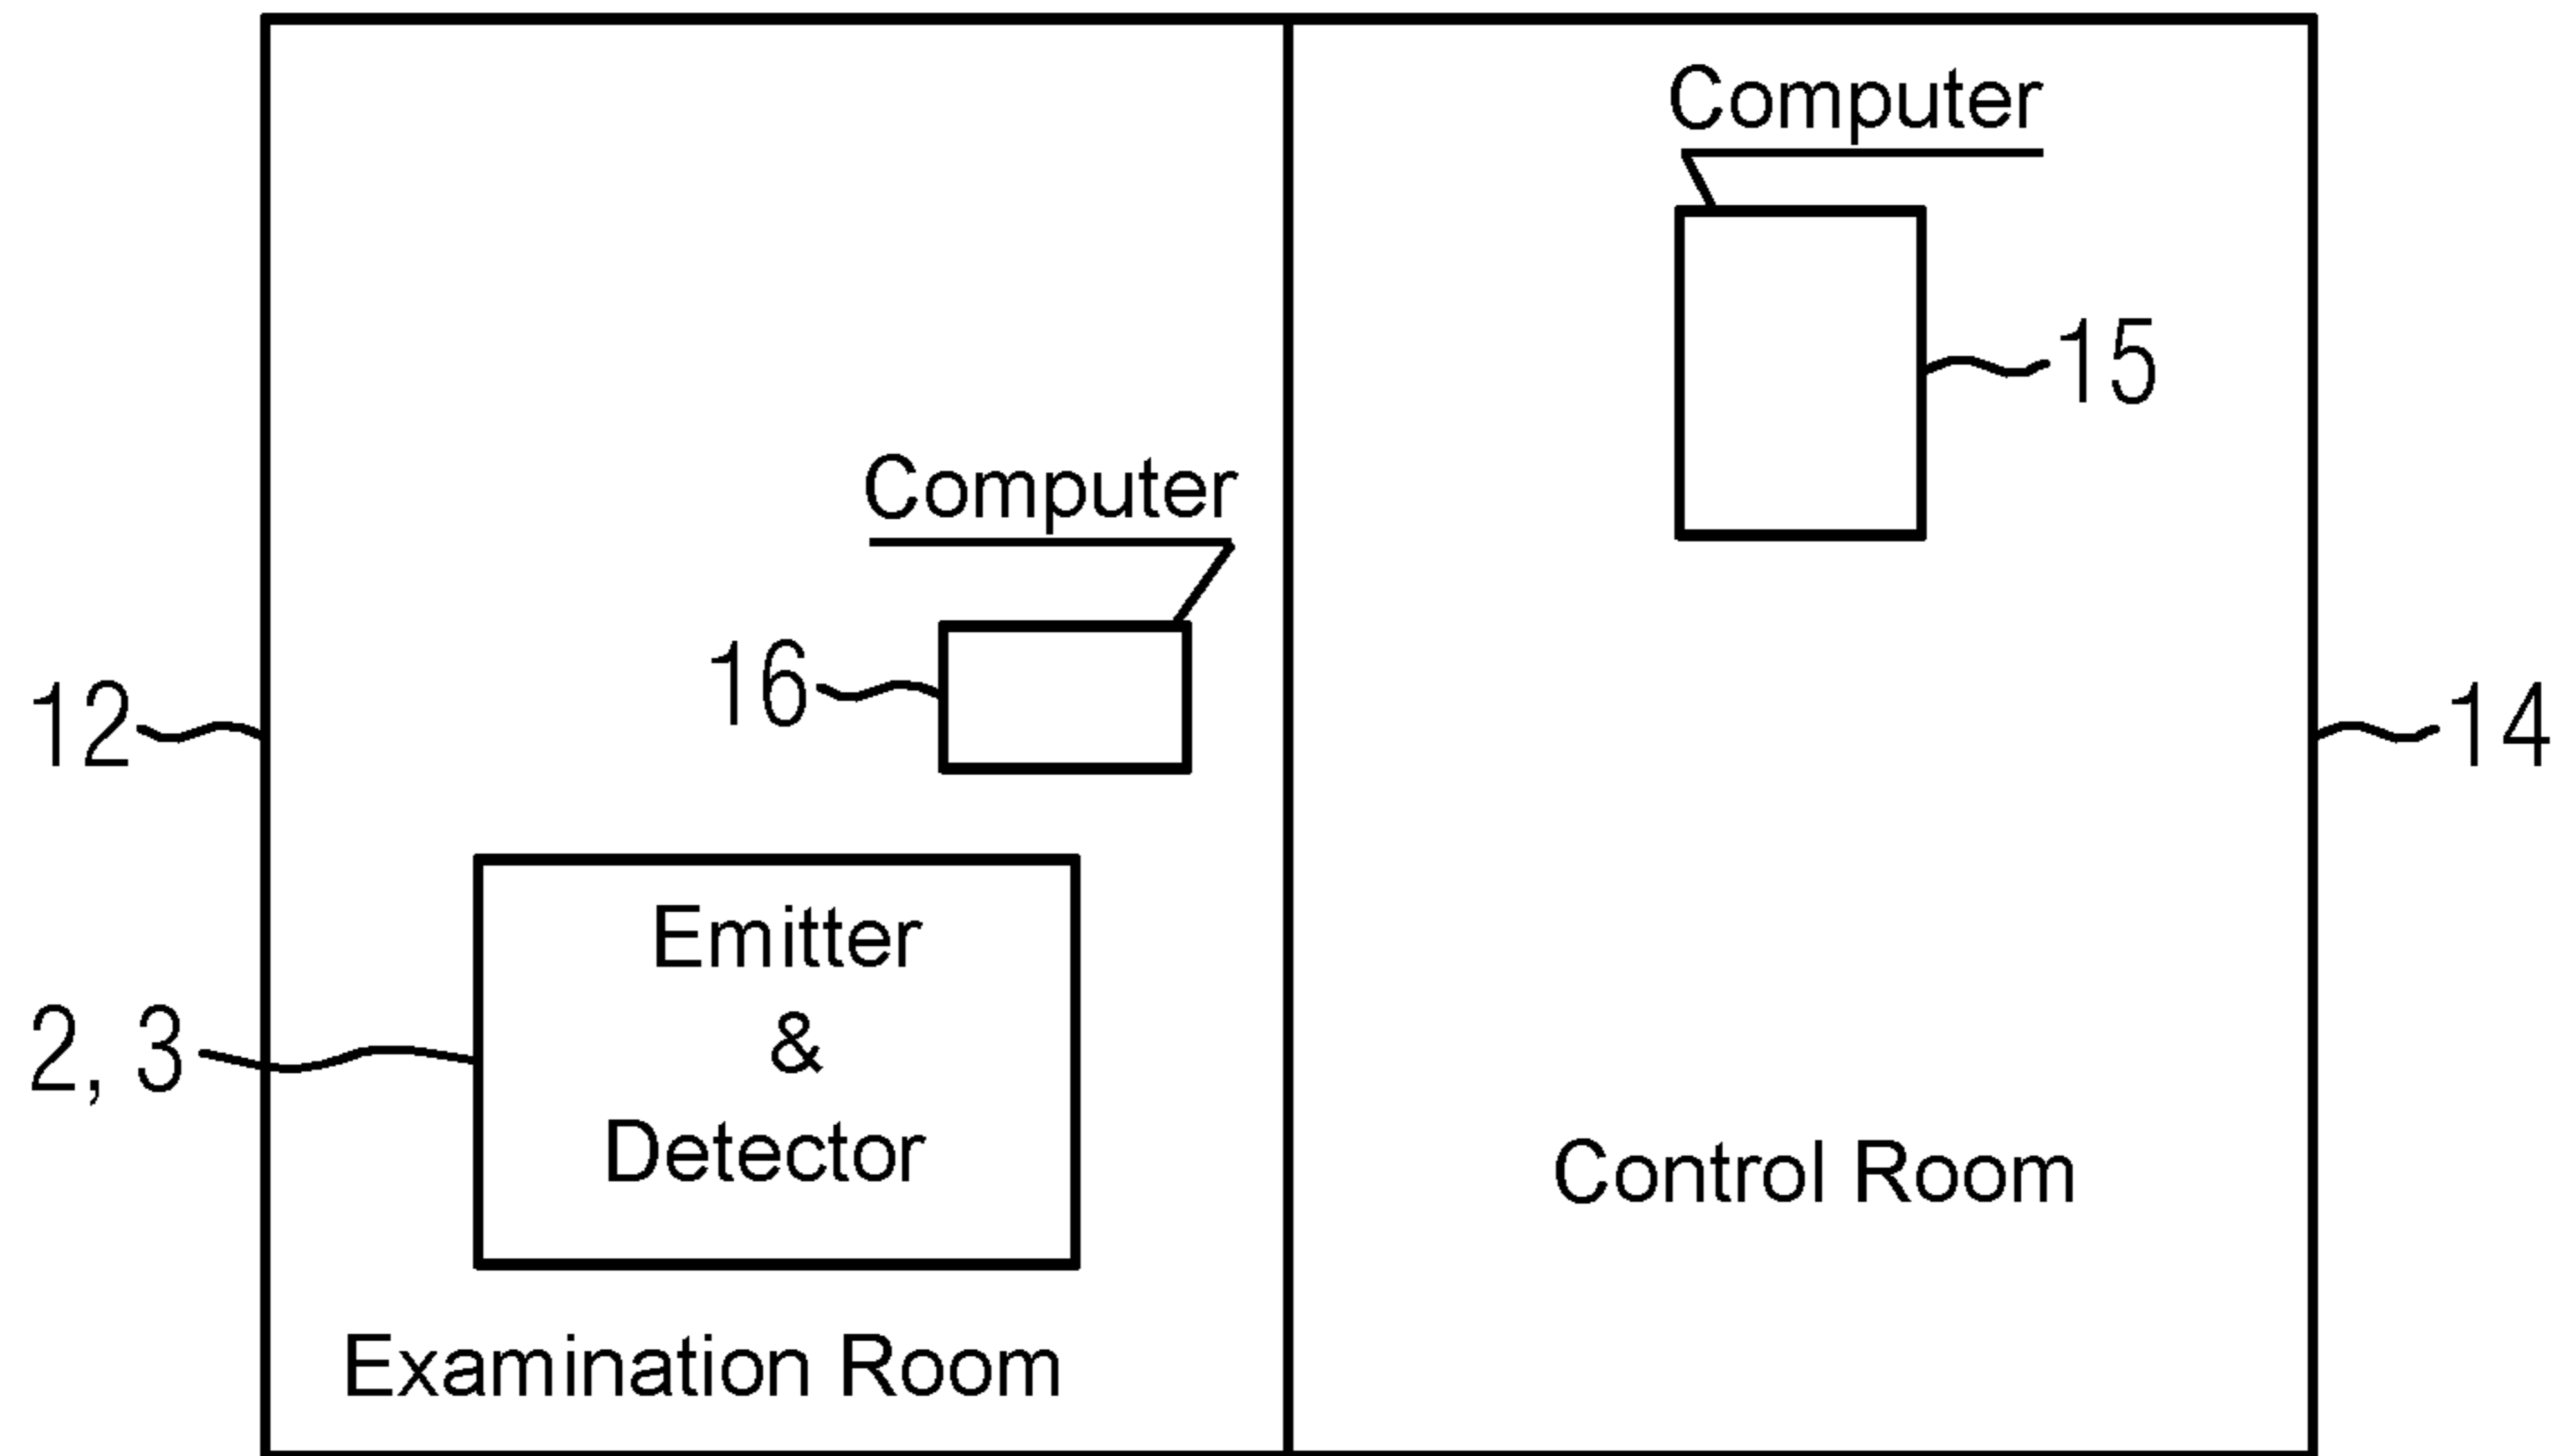 Computer
15
Computer
16
12
14
Emitter
&
Detector
2, 3
Control Room
Examination Room